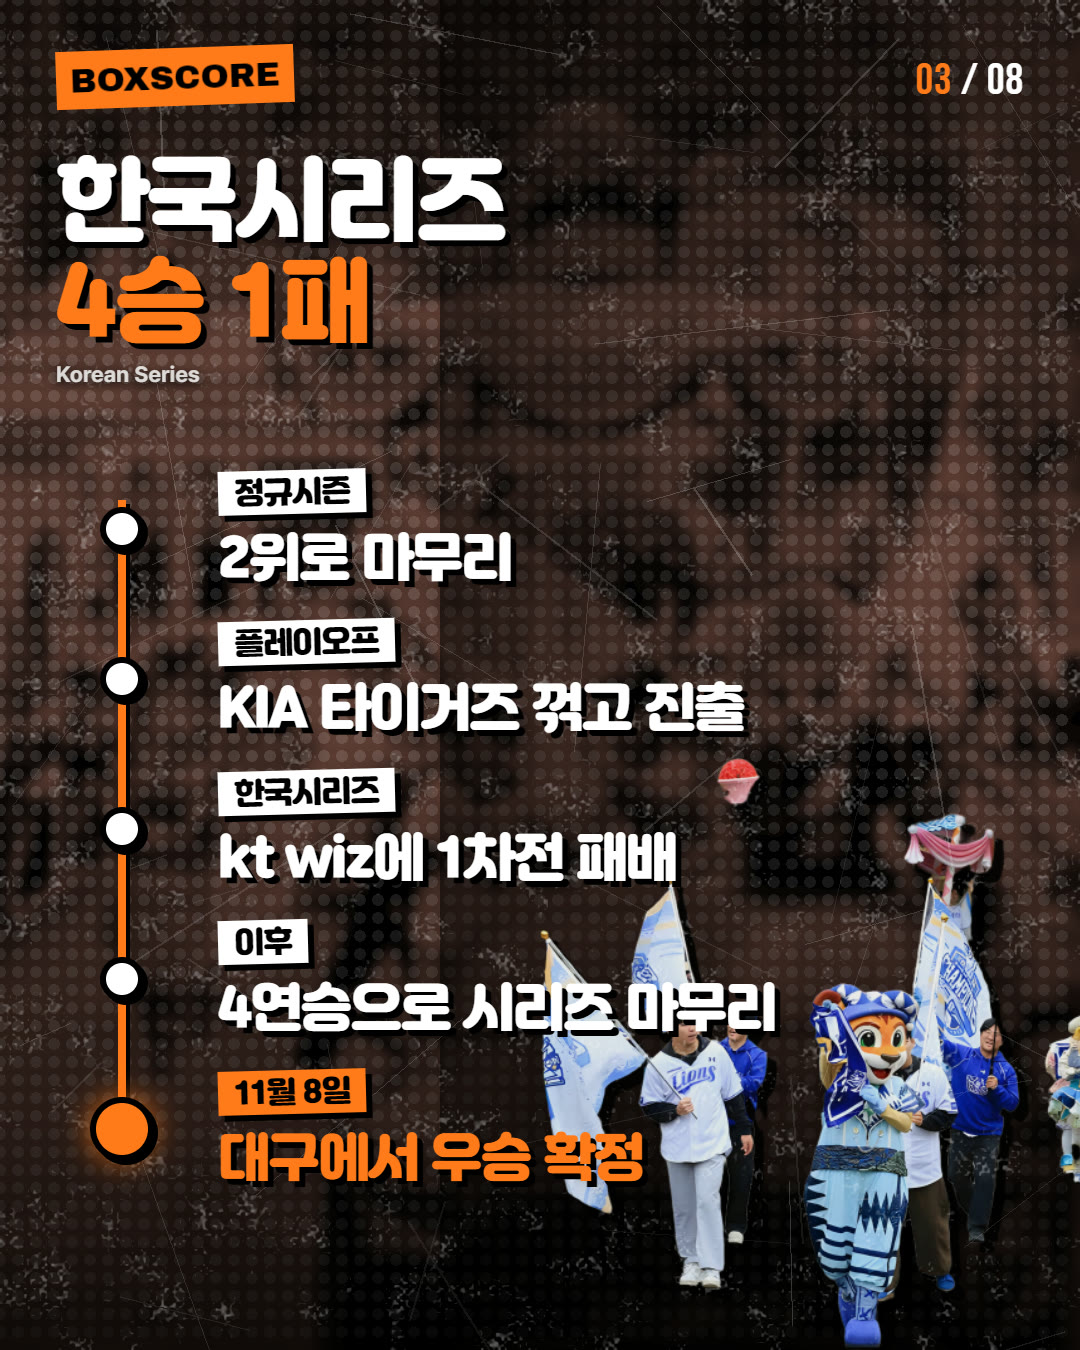 BOXSCORE
03 / 08
한국시리즈
4승 1패
Korean Series
정규시즌
2위로 마무리
플레이오프
KIA 타이거즈 꺾고 진출
한국시리즈
kt wiz에 1차전 패배
이후
4연승으로 시리즈 마무리
11월 8일
대구에서 우승 확정
Lions